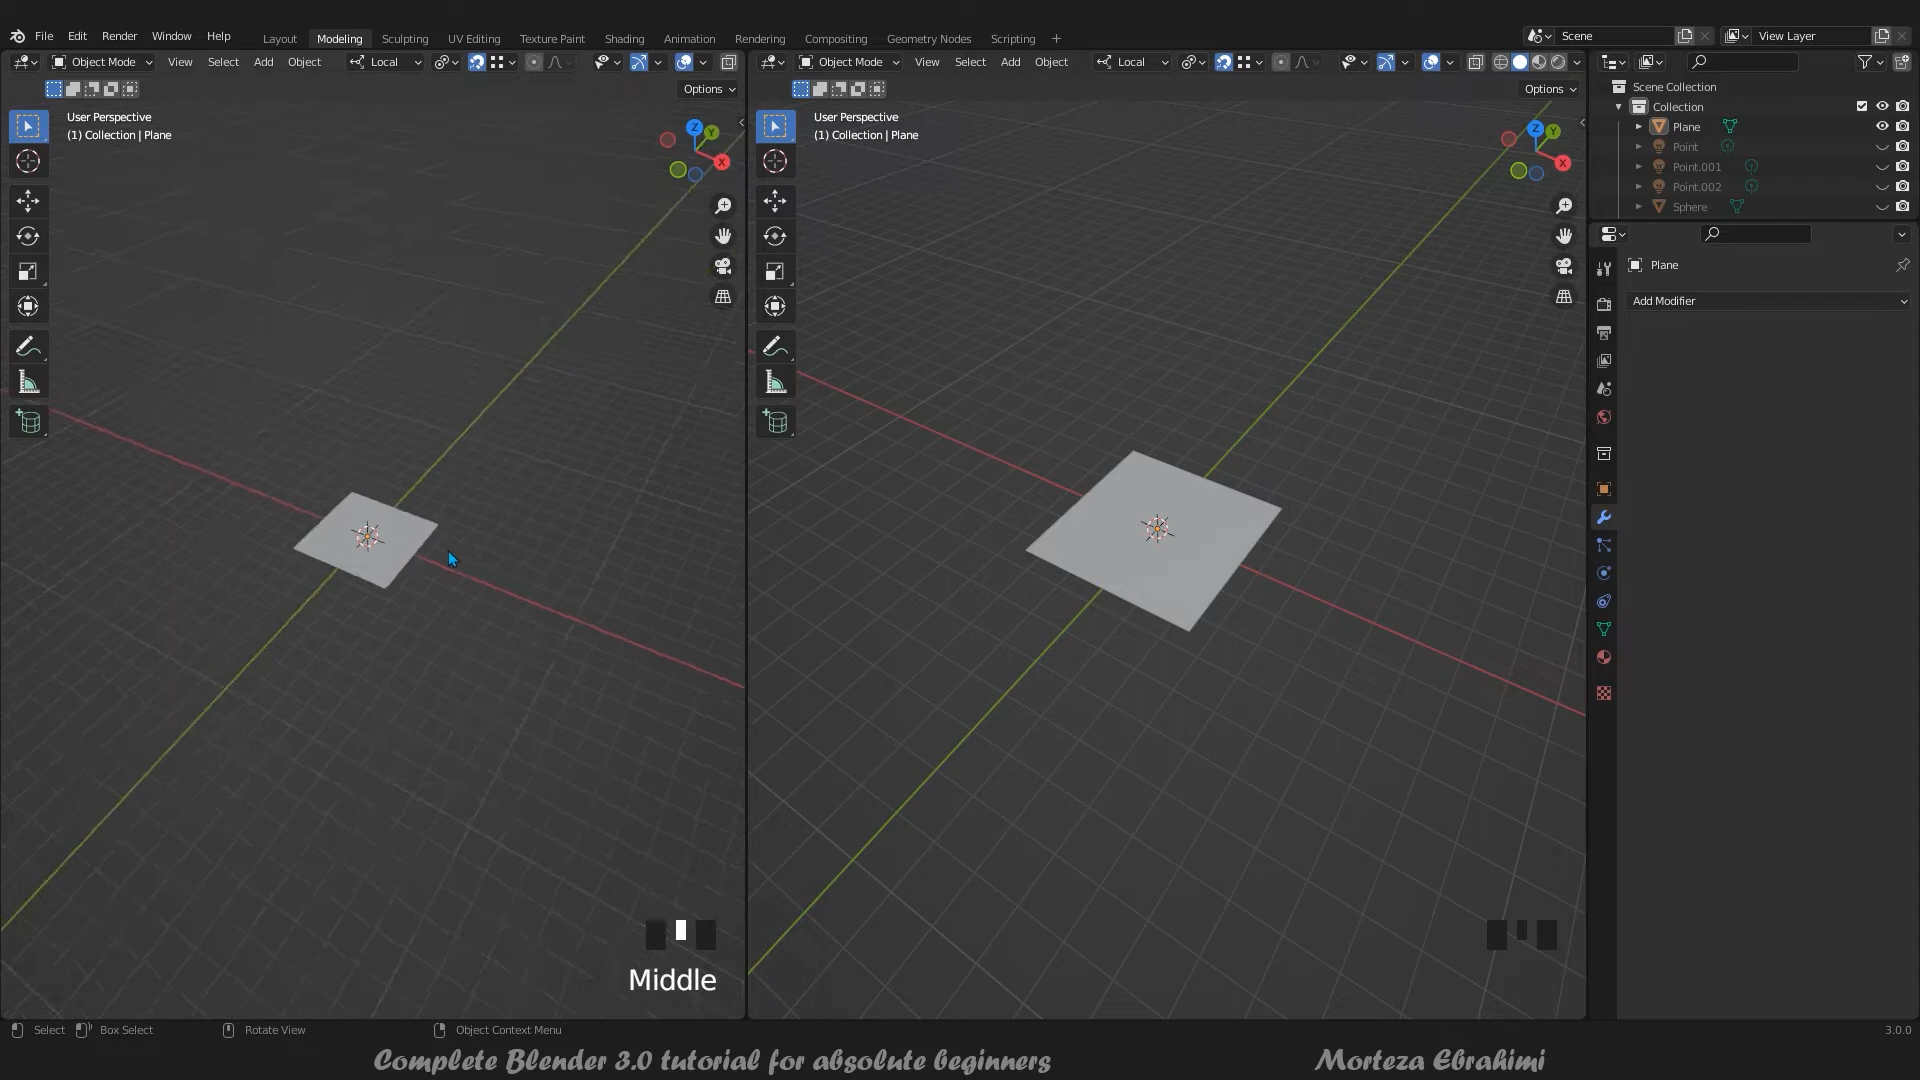 File Edit Render Window Help
Layout Modeling Sculpting UV Editing Texture Paint Shading Animation Rendering Compositing Geometry Nodes Scripting +
Scene View Layer
Object Mode View Select Add Object Local
Object Mode View Select Add Object Local
Options
Options
User Perspective
(1) Collection | Plane
Z Y X
User Perspective
(1) Collection | Plane
Z Y X
Scene Collection
Collection
Plane
Point
Point.001
Point.002
Sphere
Plane
Add Modifier
Middle
Select Box Select Rotate View Object Context Menu 3.0.0
Complete Blender 3.0 tutorial for absolute beginners Morteza Ebrahimi